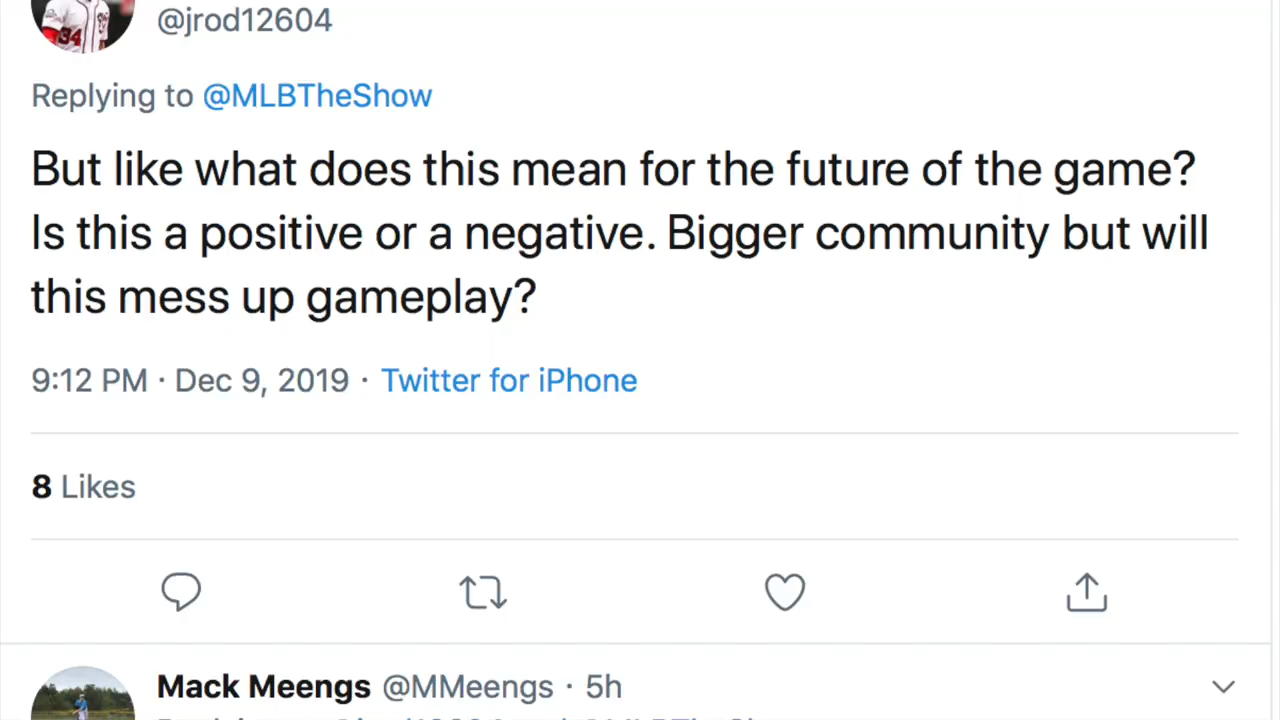 @jrod12604
Replying to @MLBTheShow
But like what does this mean for the future of the game?
Is this a positive or a negative. Bigger community but will
this mess up gameplay?
9:12 PM · Dec 9, 2019 · Twitter for iPhone
8 Likes
Mack Meengs @MMeengs · 5h